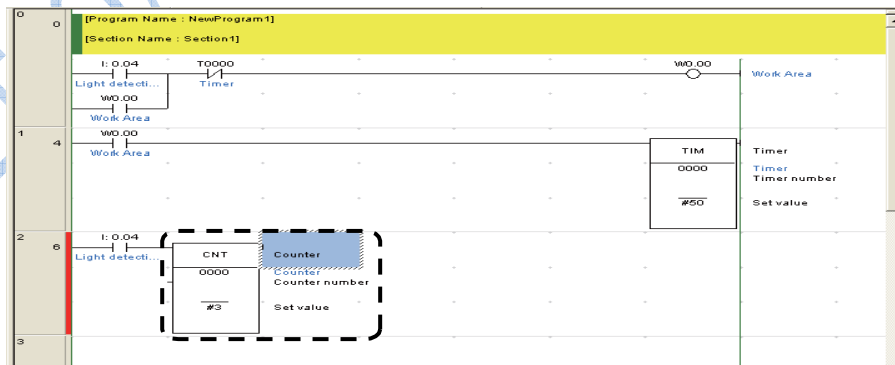 0
0
[Program Name : NewProgram1]
[Section Name : Section1]
I: 0.04
T0000
W0.00
Light detecti...
Timer
Work Area
W0.00
Work Area
1
4
W0.00
Work Area
TIM
Timer
0000
Timer
Timer number
#50
Set value
2
6
I: 0.04
Light detecti...
CNT
Counter
0000
Counter
Counter number
#3
Set value
3